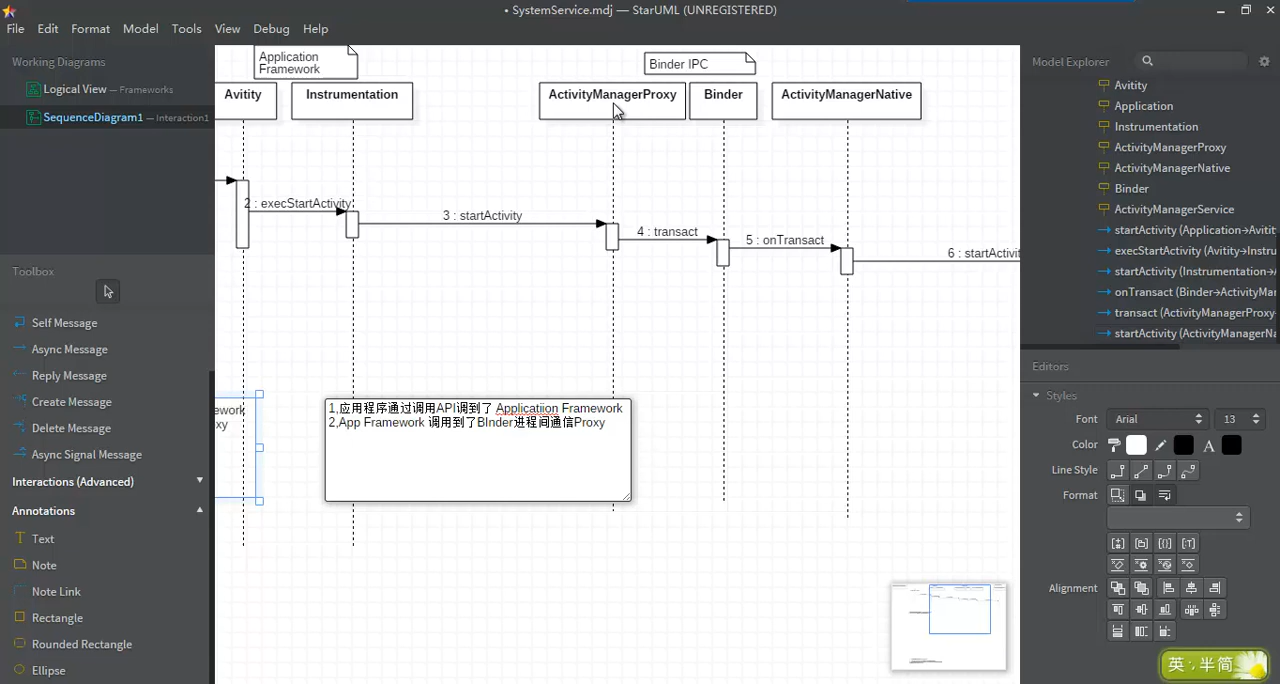 • SystemService.mdj — StarUML (UNREGISTERED)
File Edit Format Model Tools View Debug Help
Working Diagrams
Logical View — Frameworks
SequenceDiagram1 — Interaction1
Toolbox
Self Message
Async Message
Reply Message
Create Message
Delete Message
Async Signal Message
Interactions (Advanced)
Annotations
Text
Note
Note Link
Rectangle
Rounded Rectangle
Ellipse
Application
Framework
Binder IPC
Avitity
Instrumentation
ActivityManagerProxy
Binder
ActivityManagerNative
2 : execStartActivity
3 : startActivity
4 : transact
5 : onTransact
6 : startActivit
ework
xy
1,应用程序通过调用API调到了 Applicatiion Framework
2,App Framework 调用到了BInder进程间通信Proxy
Model Explorer
Avitity
Application
Instrumentation
ActivityManagerProxy
ActivityManagerNative
Binder
ActivityManagerService
startActivity (Application→Avitit
execStartActivity (Avitity→Instru
startActivity (Instrumentation→A
onTransact (Binder→ActivityMar
transact (ActivityManagerProxy-
startActivity (ActivityManagerNa
Editors
Styles
Font Arial 13
Color A
Line Style
Format
Alignment
英·,半简